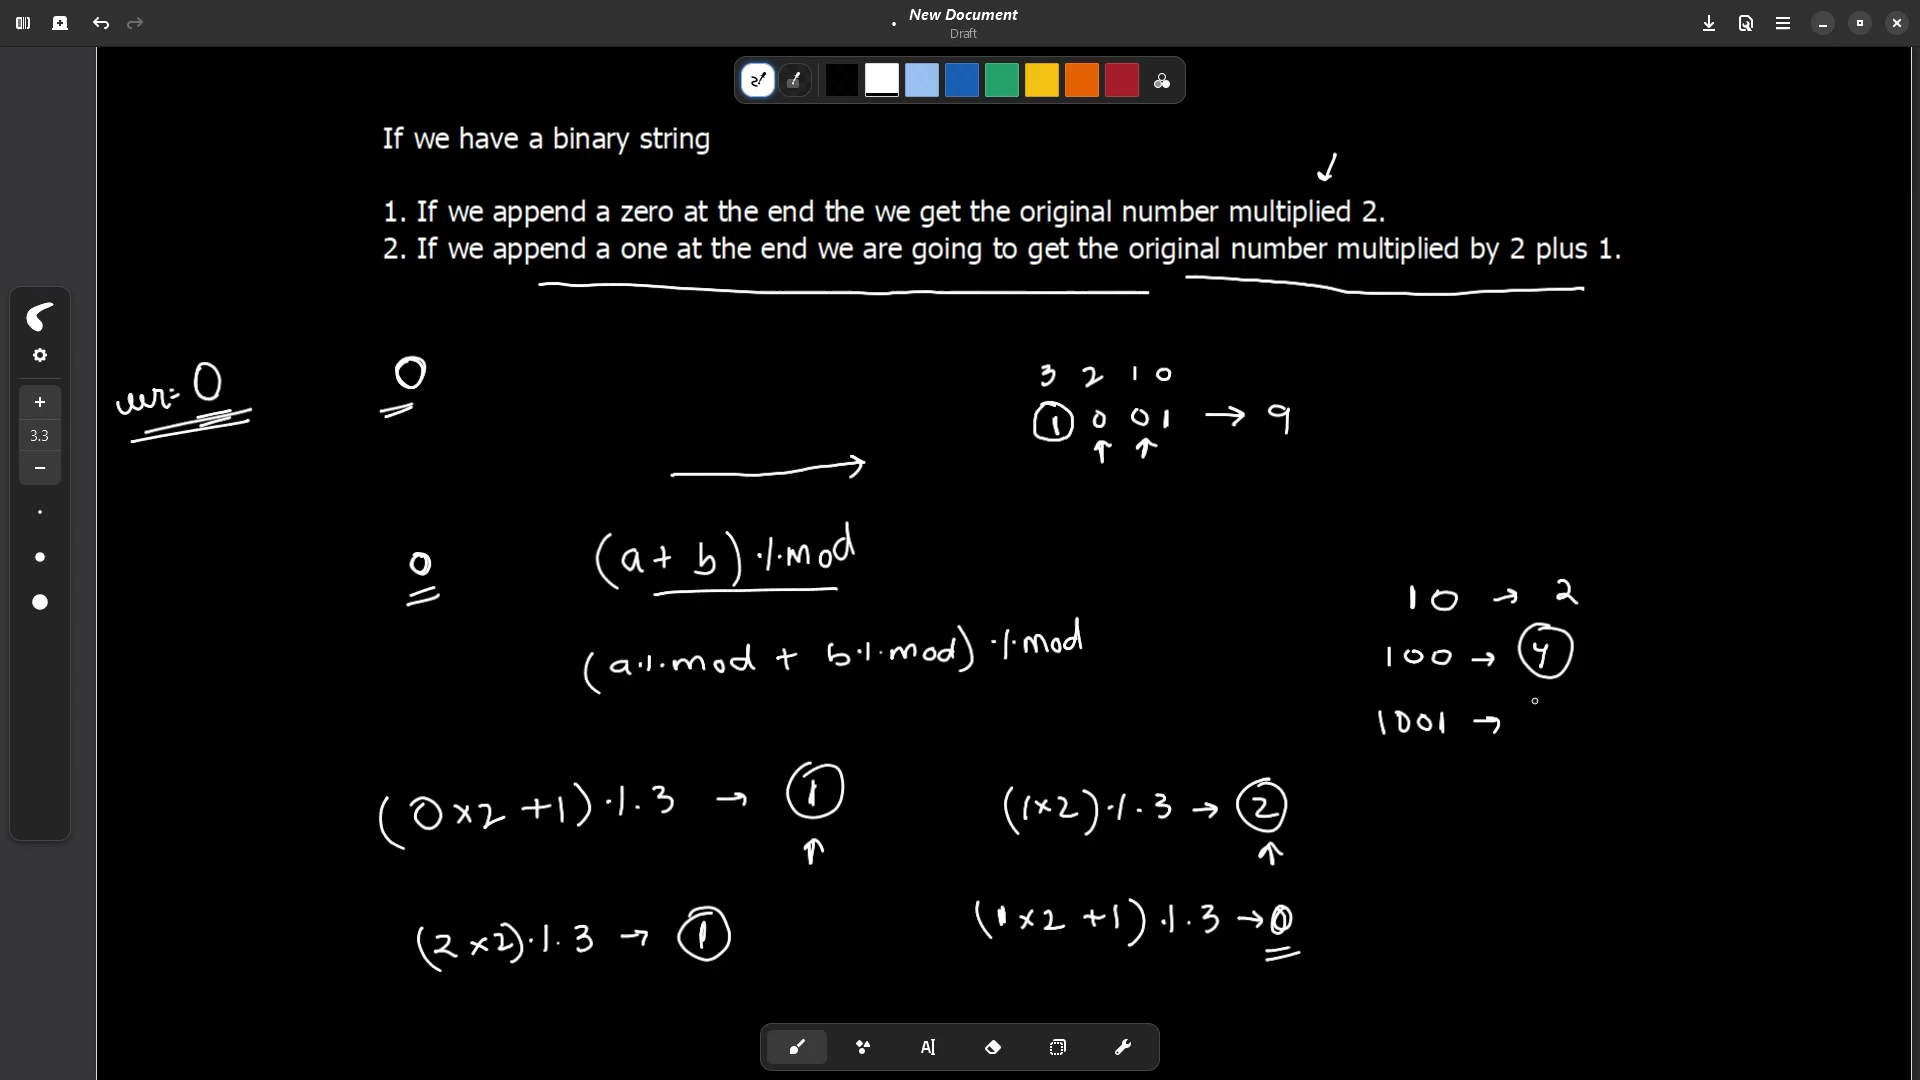 New Document
Draft
If we have a binary string
1. If we append a zero at the end the we get the original number multiplied 2.
2. If we append a one at the end we are going to get the original number multiplied by 2 plus 1.
= 0
0
3 2 1 0
1 0 0 1 → 9
3.3
0
(a + b) % mod
(a % mod + b % mod) % mod
10 → 2
100 → 4
1001 →
(0 × 2 + 1) % 3 → 1
(1 × 2) % 3 → 2
(2 × 2) % 3 → 1
(1 × 2 + 1) % 3 → 0
AI